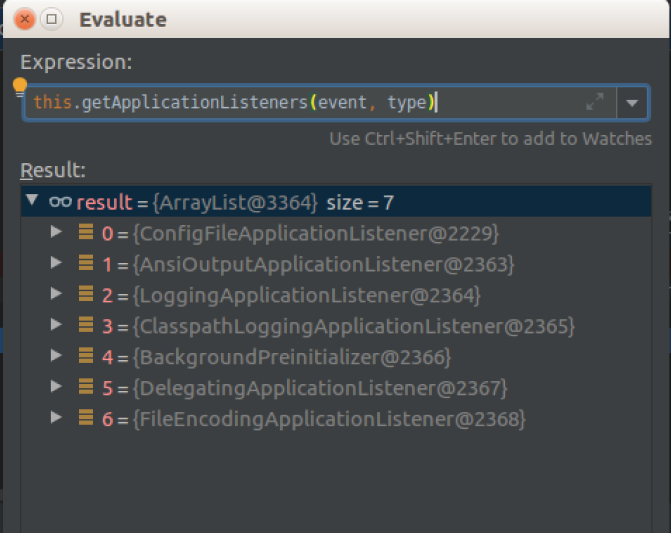 Evaluate
Expression:
this.getApplicationListeners(event, type)
Use Ctrl+Shift+Enter to add to Watches
Result:
result = {ArrayList@3364} size = 7
0 = {ConfigFileApplicationListener@2229}
1 = {AnsiOutputApplicationListener@2363}
2 = {LoggingApplicationListener@2364}
3 = {ClasspathLoggingApplicationListener@2365}
4 = {BackgroundPreinitializer@2366}
5 = {DelegatingApplicationListener@2367}
6 = {FileEncodingApplicationListener@2368}